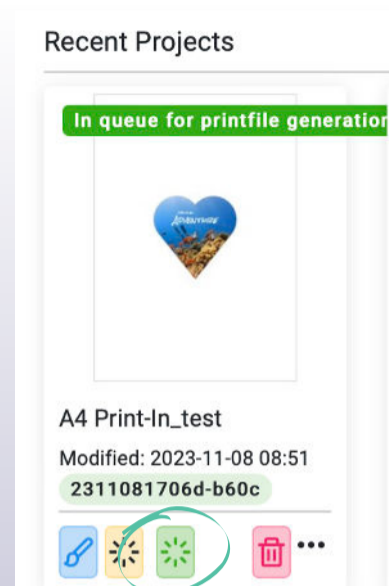 Recent Projects
In queue for printfile generation
A4 Print-In_test
Modified: 2023-11-08 08:51
2311081706d-b60c